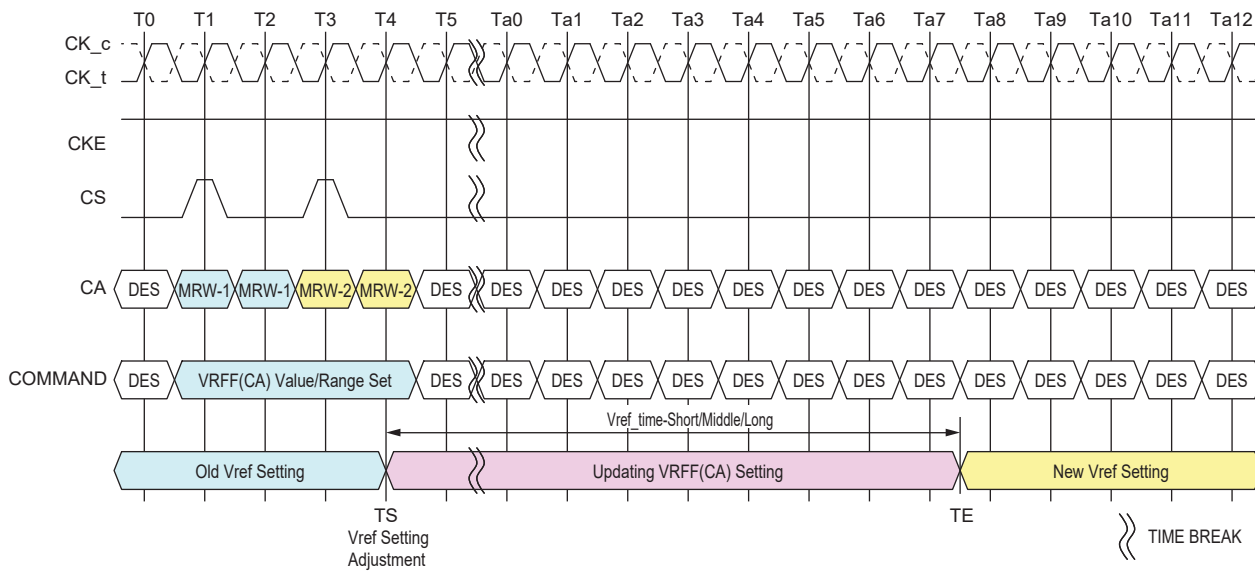 T0 T1 T2 T3 T4 T5 Ta0 Ta1 Ta2 Ta3 Ta4 Ta5 Ta6 Ta7 Ta8 Ta9 Ta10 Ta11 Ta12
CK_c
CK_t
CKE
CS
CA DES MRW-1 MRW-1 MRW-2 MRW-2 DES DES DES DES DES DES DES DES DES DES DES DES DES DES
COMMAND DES VRFF(CA) Value/Range Set DES DES DES DES DES DES DES DES DES DES DES DES DES DES
Vref_time-Short/Middle/Long
Old Vref Setting Updating VRFF(CA) Setting New Vref Setting
TS TE
Vref Setting TIME BREAK
Adjustment